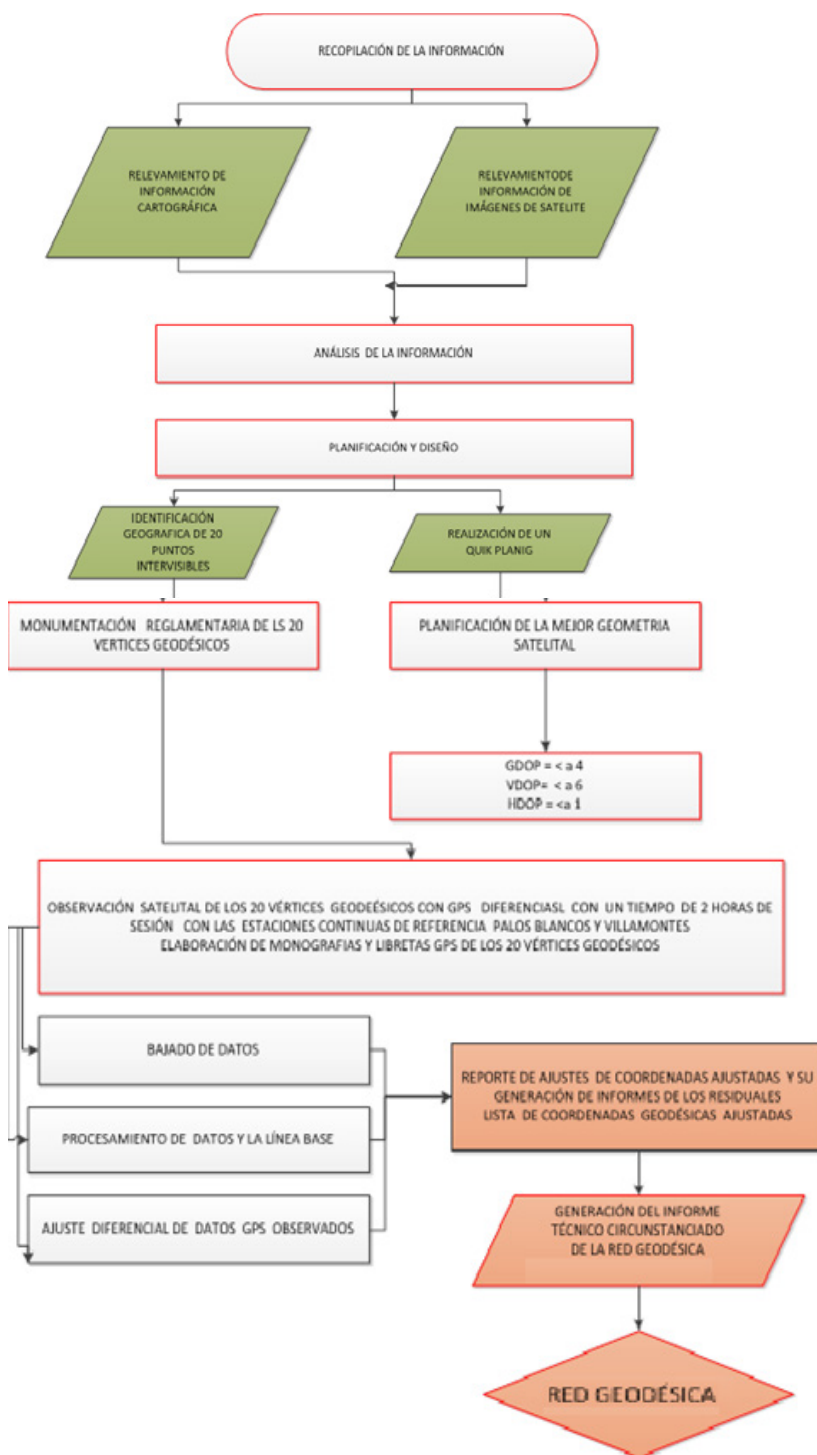 RECOPILACIÓN DE LA INFORMACIÓN
RELEVAMIENTO DE
INFORMACIÓN
CARTOGRÁFICA
RELEVAMIENTODE
INFORMACIÓN DE
IMÁGENES DE SATELITE
ANÁLISIS DE LA INFORMACIÓN
PLANIFICACIÓN Y DISEÑO
IDENTIFICACIÓN
GEOGRAFICA DE 20
PUNTOS
INTERVISIBLES
REALIZACIÓN DE UN
QUIK PLANIG
MONUMENTACIÓN REGLAMENTARIA DE LS 20
VERTICES GEODÉSICOS
PLANIFICACIÓN DE LA MEJOR GEOMETRIA
SATELITAL
GDOP = < a 4
VDOP= < a 6
HDOP = <a 1
OBSERVACIÓN SATELITAL DE LOS 20 VÉRTICES GEODEÉSICOS CON GPS DIFERENCIASL CON UN TIEMPO DE 2 HORAS DE
SESIÓN CON LAS ESTACIONES CONTINUAS DE REFERENCIA PALOS BLANCOS Y VILLAMONTES
ELABORACIÓN DE MONOGRAFIAS Y LIBRETAS GPS DE LOS 20 VÉRTICES GEODÉSICOS
BAJADO DE DATOS
PROCESAMIENTO DE DATOS Y LA LÍNEA BASE
AJUSTE DIFERENCIAL DE DATOS GPS OBSERVADOS
REPORTE DE AJUSTES DE COORDENADAS AJUSTADAS Y SU
GENERACIÓN DE INFORMES DE LOS RESIDUALES
LISTA DE COORDENADAS GEODÉSICAS AJUSTADAS
GENERACIÓN DEL INFORME
TÉCNICO CIRCUNSTANCIADO
DE LA RED GEODÉSICA
RED GEODÉSICA